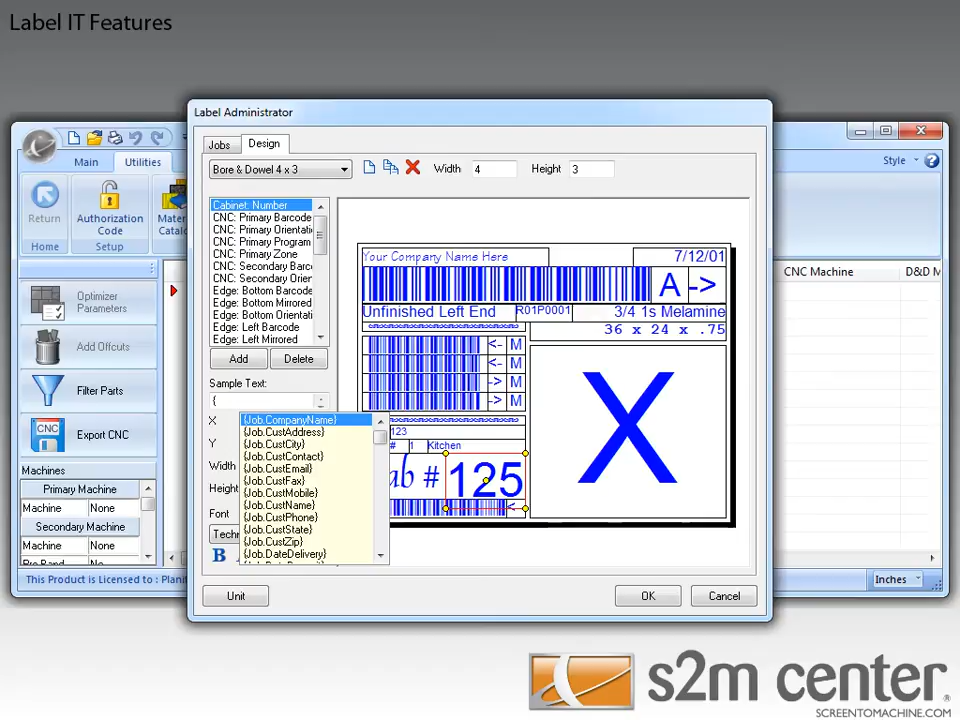 Label IT Features
Label Administrator
Jobs
Design
Bore & Dowel 4 x 3
Width
4
Height
3
Main
Utilities
Style
Return
Authorization
Code
Mater
Catal
Home
Setup
Cabinet: Number
CNC: Primary Barcode
CNC: Primary Orientati
CNC: Primary Program
CNC: Primary Zone
CNC: Secondary Barc
CNC: Secondary Orier
Edge: Bottom Barcode
Edge: Bottom Mirrored
Edge: Left Barcode
Edge: Left Mirrored
Add
Delete
Sample Text:
{
X
Y
Width
Height
Font
Techn
B
{Job.CompanyName}
{Job.CustAddress}
{Job.CustCity}
{Job.CustContact}
{Job.CustEmail}
{Job.CustFax}
{Job.CustMobile}
{Job.CustName}
{Job.CustPhone}
{Job.CustState}
{Job.CustZip}
{Job.DateDelivery}
Your Company Name Here
7/12/01
A ->
Unfinished Left End
R01P0001
3/4 1s Melamine
36 x 24 x .75
<- M
<- M
-> M
-> M
123
# 1 Kitchen
ab # 125
<-
X
Optimizer
Parameters
Add Offcuts
Filter Parts
CNC
Export CNC
Machines
Primary Machine
Machine None
Secondary Machine
Machine None
CNC Machine
D&D M
This Product is Licensed to : Planit
Inches
Unit
OK
Cancel
s2m center®
SCREENTOMACHINE.COM